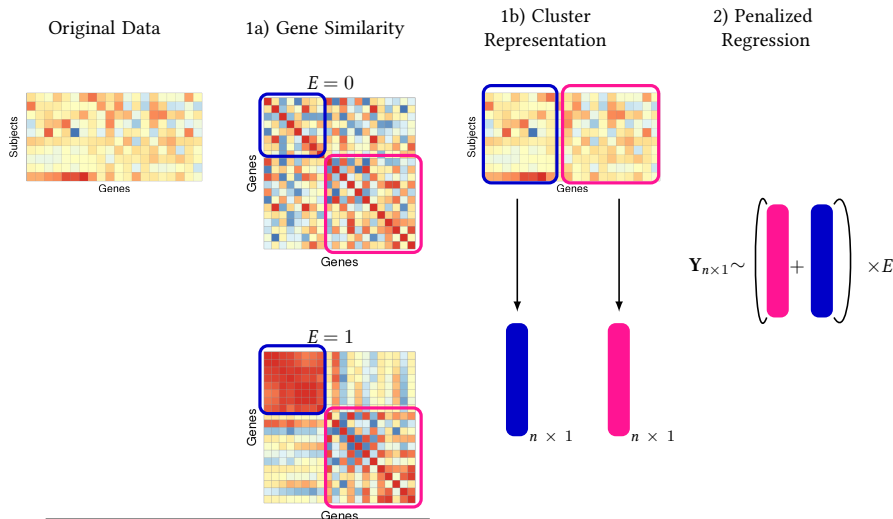 Original Data
1a) Gene Similarity
1b) Cluster
Representation
2) Penalized
Regression
E = 0
Subjects
Genes
Genes
Genes
Subjects
Genes
Y n×1 ~
+
×E
E = 1
Genes
Genes
n × 1
n × 1